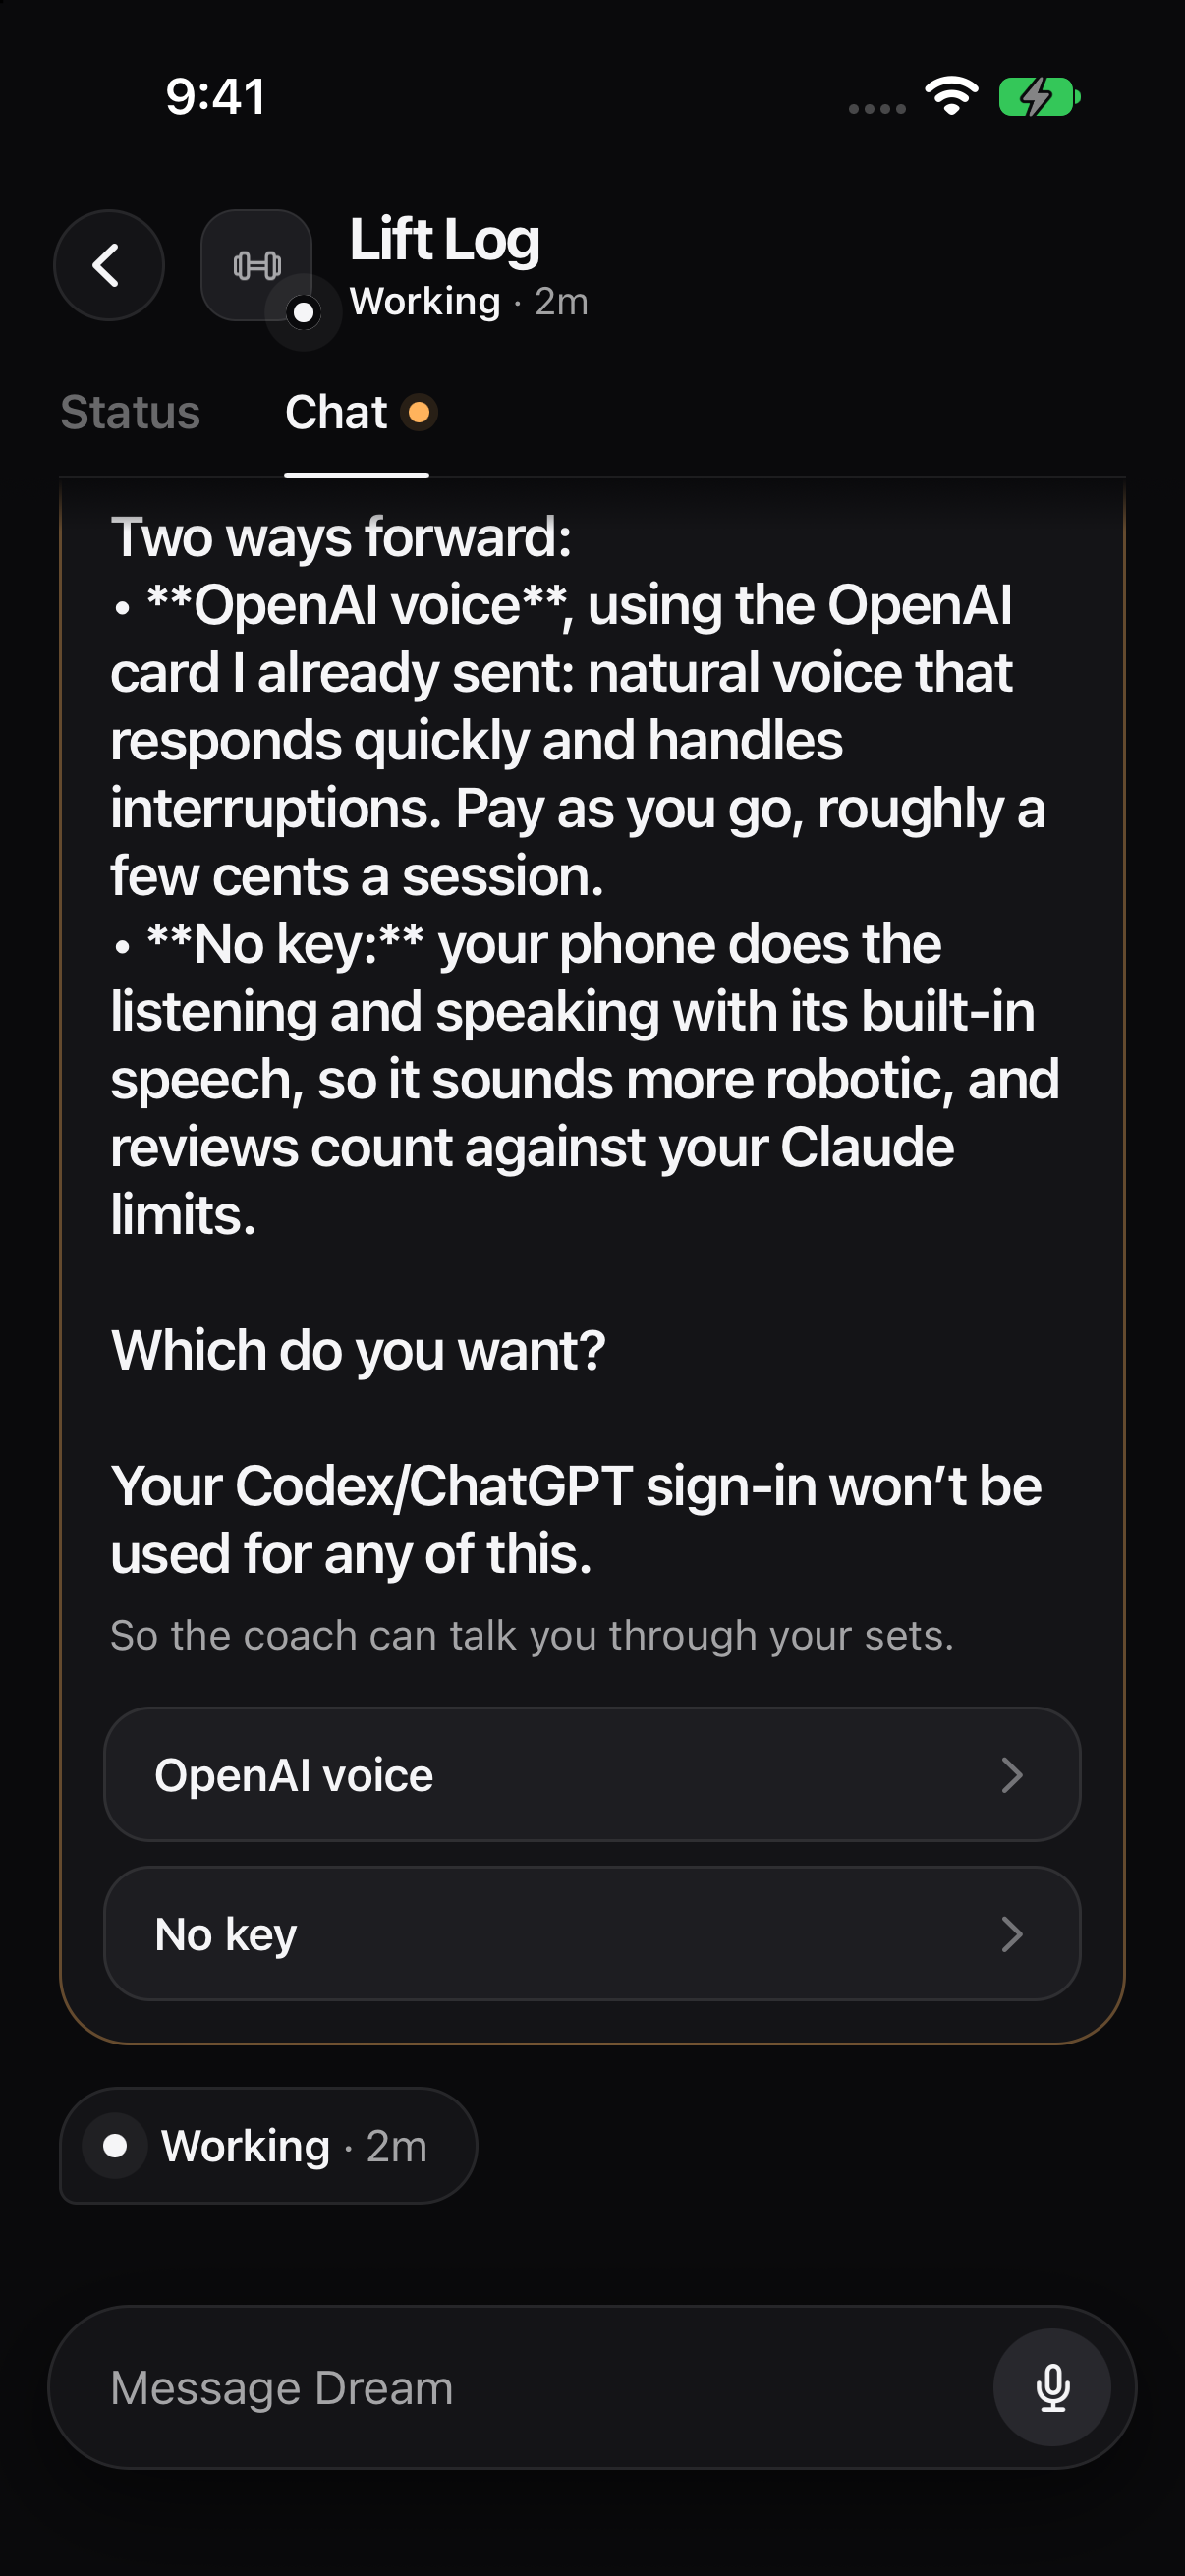 9:41
Lift Log
Working · 2m
Status
Chat
Two ways forward:
• **OpenAI voice**, using the OpenAI
card I already sent: natural voice that
responds quickly and handles
interruptions. Pay as you go, roughly a
few cents a session.
• **No key:** your phone does the
listening and speaking with its built-in
speech, so it sounds more robotic, and
reviews count against your Claude
limits.
Which do you want?
Your Codex/ChatGPT sign-in won’t be
used for any of this.
So the coach can talk you through your sets.
OpenAI voice
No key
Working · 2m
Message Dream